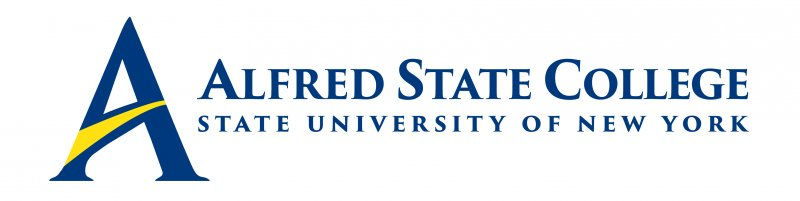 ALFRED STATE COLLEGE
STATE UNIVERSITY OF NEW YORK